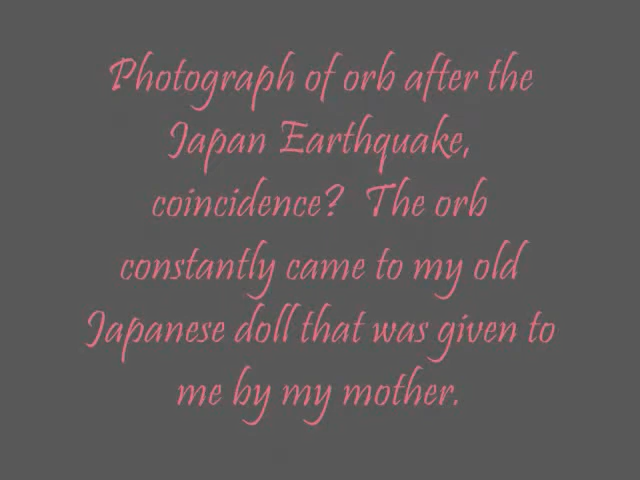 Photograph of orb after the
Japan Earthquake,
coincidence?  The orb
constantly came to my old
Japanese doll that was given to
me by my mother.